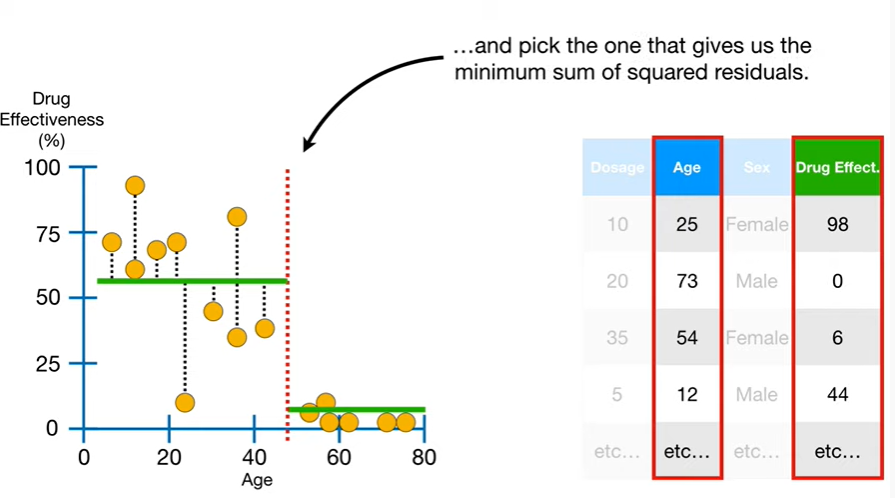 ...and pick the one that gives us the
minimum sum of squared residuals.
Drug
Effectiveness
(%)
100
75
50
25
0
0 20 40 60 80
Age
Dosage Age Sex Drug Effect.
10 25 Female 98
20 73 Male 0
35 54 Female 6
5 12 Male 44
etc... etc... etc... etc...